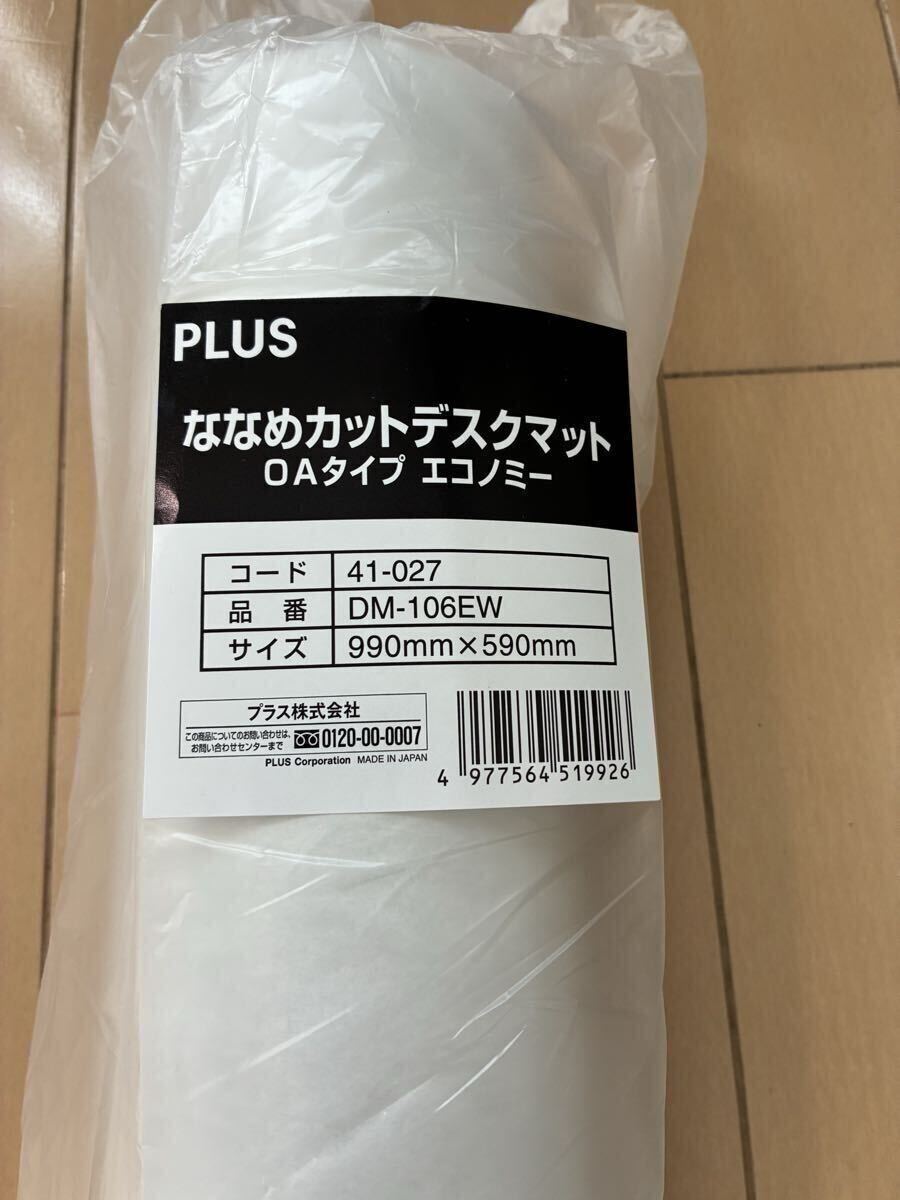 PLUS
ななめカットデスクマット
OAタイプ エコノミー
コード 41-027
品番 DM-106EW
サイズ 990mm×590mm
プラス株式会社
この商品についてのお問い合わせは、
お問い合わせセンターまで 0120-00-0007
PLUS Corporation MADE IN JAPAN
4 977564 519926